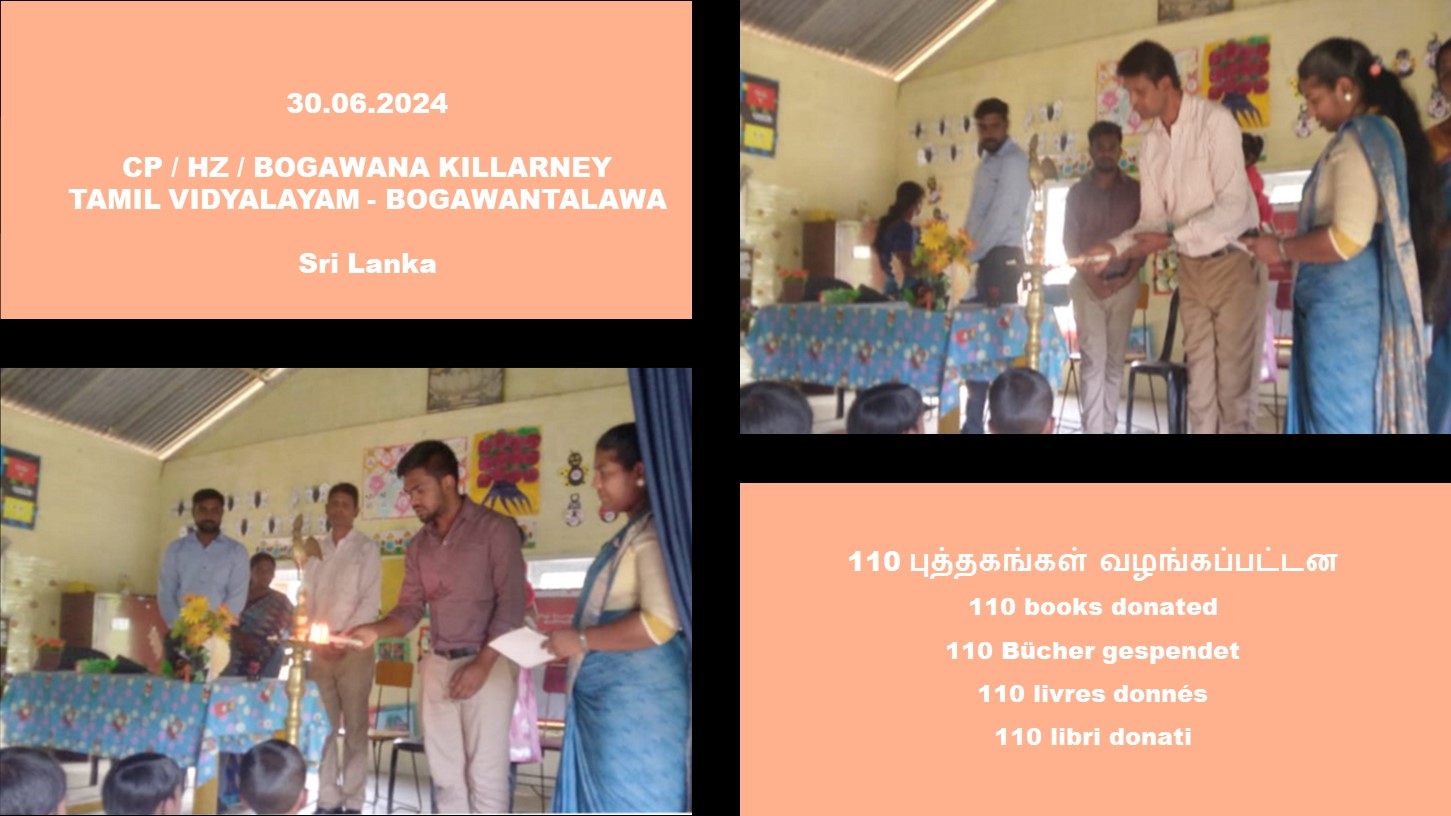 30.06.2024
CP / HZ / BOGAWANA KILLARNEY
TAMIL VIDYALAYAM - BOGAWANTALAWA
Sri Lanka
110 புத்தகங்கள் வழங்கப்பட்டன
110 books donated
110 Bücher gespendet
110 livres donnés
110 libri donati